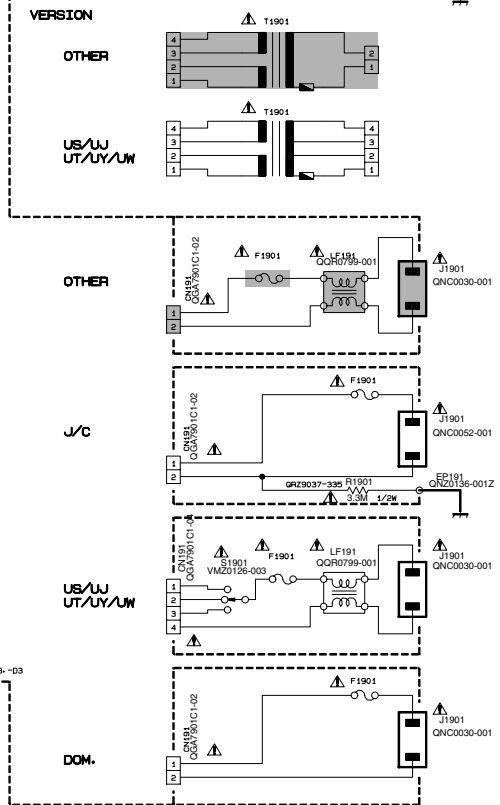 VERSION
T1901
OTHER
4
3
2
1
2
1
T1901
US/UJ
UT/UY/UW
4
3
2
1
4
3
2
1
OTHER
CN191
QGA7901C1-02
F1901
LF191
QQR0799-001
J1901
QNC0030-001
1
2
J/C
CN191
QGA7901C1-02
F1901
J1901
QNC0052-001
1
2
QRZ9037-335
R1901
3.3M 1/2W
EP191
QNZ0136-001Z
US/UJ
UT/UY/UW
CN191
QGA7901C1-04
S1901
VMZ0126-003
F1901
LF191
QQR0799-001
J1901
QNC0030-001
1
2
3
4
-D3
DOM.
CN191
QGA7901C1-02
F1901
J1901
QNC0030-001
1
2